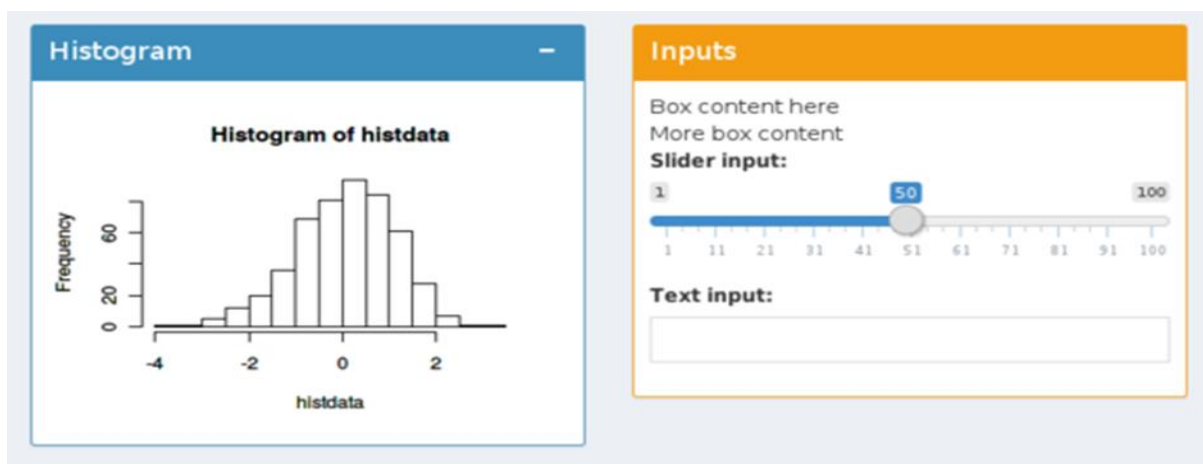 Histogram
Histogram of histdata
Frequency
60
20
0
-4 -2 0 2
histdata
Inputs
Box content here
More box content
Slider input:
1 50 100
1 11 21 31 41 51 61 71 81 91 100
Text input: